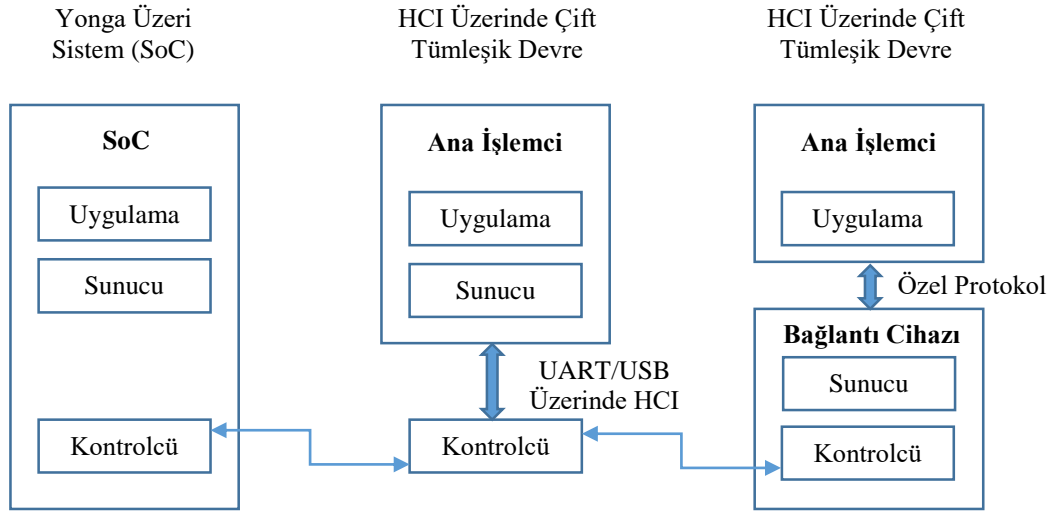 Yonga Üzeri
Sistem (SoC)
HCI Üzerinde Çift
Tümleşik Devre
HCI Üzerinde Çift
Tümleşik Devre
SoC
Uygulama
Sunucu
Kontrolcü
Ana İşlemci
Uygulama
Sunucu
UART/USB
Üzerinde HCI
Kontrolcü
Ana İşlemci
Uygulama
Özel Protokol
Bağlantı Cihazı
Sunucu
Kontrolcü